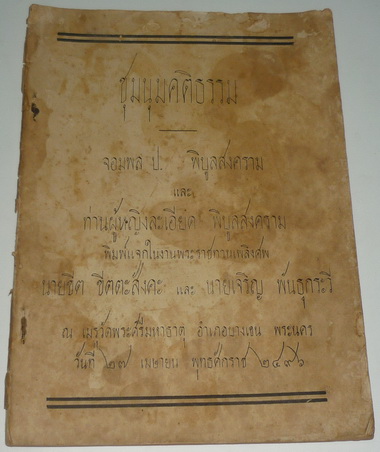 ชุมนุมคติธรรม
จอมพล ป. พิบูลสงคราม
และ
ท่านผู้หญิงละเอียด พิบูลสงคราม
พิมพ์แจกในงานพระราชทานเพลิงศพ
นายชิต ชิตตะสังคะ และ นายเจริญ พันธุกระวี
ณ เมรุวัดพระศรีมหาธาตุ อำเภอบางเขน พระนคร
วันที่ ๒๗ เมษายน พุทธศักราช ๒๔๙๖